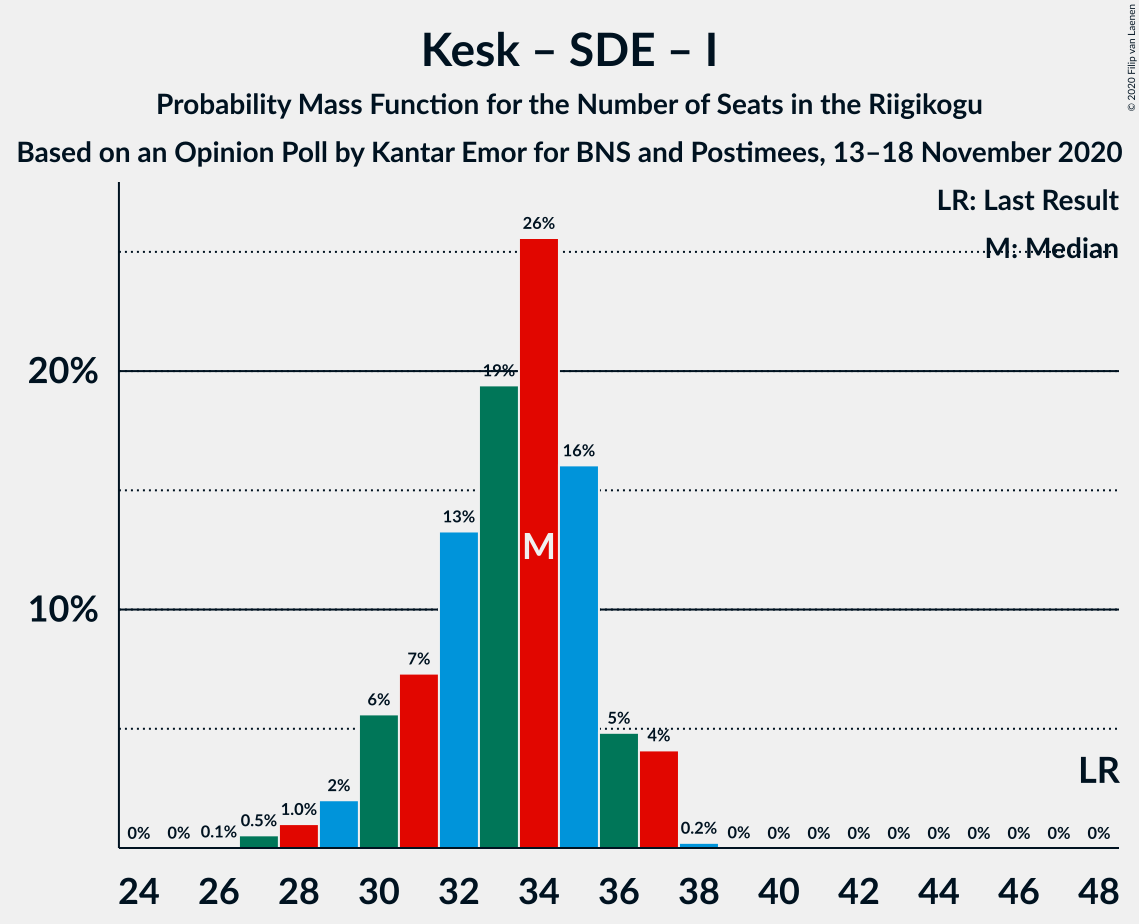 Kesk – SDE – I
Probability Mass Function for the Number of Seats in the Riigikogu
Based on an Opinion Poll by Kantar Emor for BNS and Postimees, 13–18 November 2020
© 2020 Filip van Laenen
LR: Last Result
M: Median
26%
20%
19%
16%
13%
M
10%
7%
6%
5%
4%
LR
2%
1.0%
0.5%
0% 0% 0.1% 0.2% 0% 0% 0% 0% 0% 0% 0% 0% 0% 0%
24 26 28 30 32 34 36 38 40 42 44 46 48